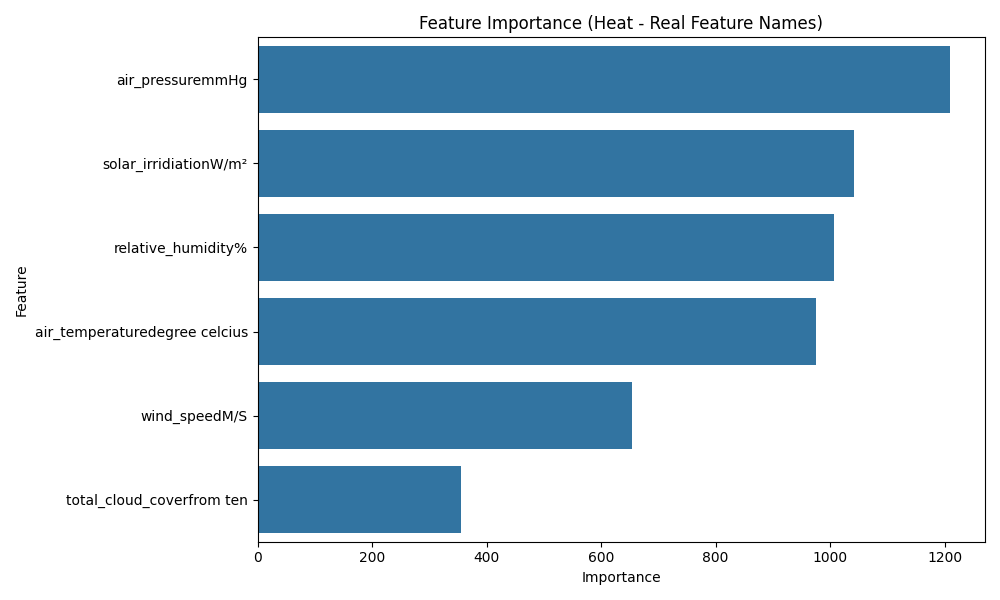 Feature Importance (Heat - Real Feature Names)
Feature
air_pressuremmHg
solar_irridiationW/m²
relative_humidity%
air_temperaturedegree celcius
wind_speedM/S
total_cloud_coverfrom ten
0 200 400 600 800 1000 1200
Importance